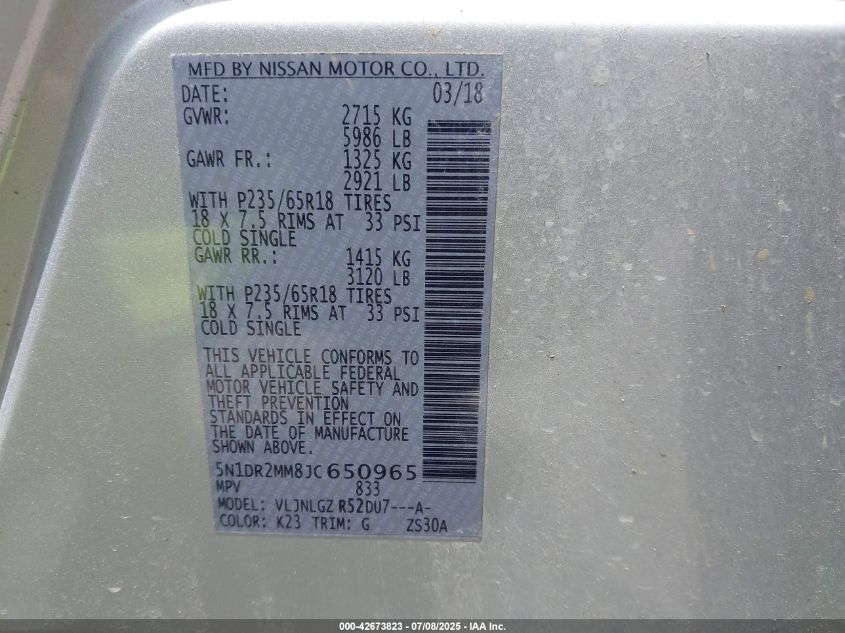 MFD BY NISSAN MOTOR CO., LTD.
DATE: 03/18
GVWR: 2715 KG
5986 LB
GAWR FR.: 1325 KG
2921 LB
WITH P235/65R18 TIRES
18 X 7.5 RIMS AT 33 PSI
COLD SINGLE
GAWR RR.: 1415 KG
3120 LB
WITH P235/65R18 TIRES
18 X 7.5 RIMS AT 33 PSI
COLD SINGLE
THIS VEHICLE CONFORMS TO
ALL APPLICABLE FEDERAL
MOTOR VEHICLE SAFETY AND
THEFT PREVENTION
STANDARDS IN EFFECT ON
THE DATE OF MANUFACTURE
SHOWN ABOVE.
5N1DR2MM8JC650965
MPV 833
MODEL: VLJNLGZ R52DU7---A-
COLOR: K23 TRIM: G ZS30A
000-42673823 - 07/08/2025 - IAA Inc.